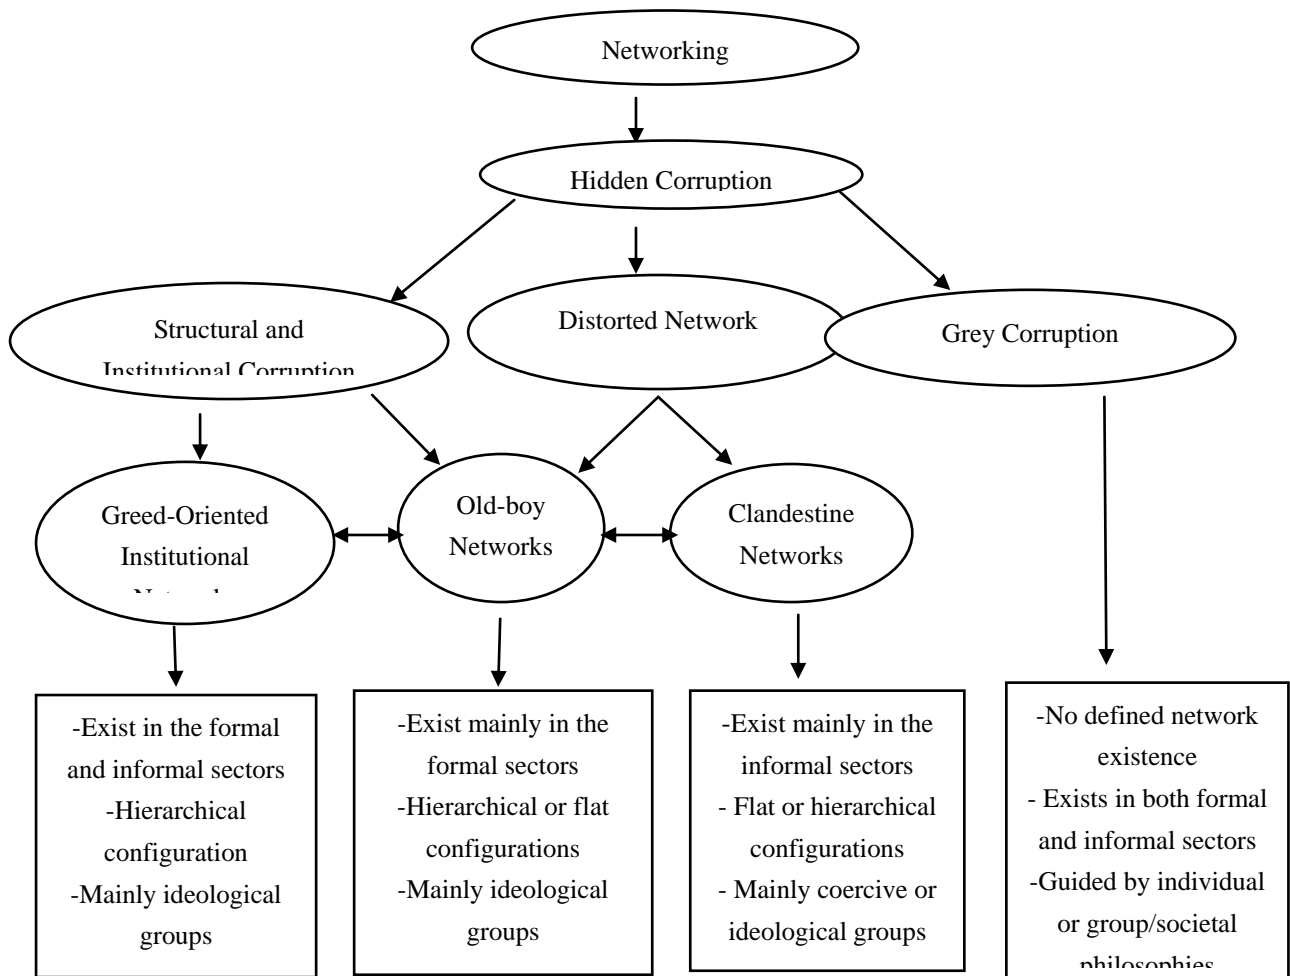 Networking
Hidden Corruption
Structural and
Institutional Corruption
Distorted Network
Grey Corruption
Greed-Oriented
Institutional
Old-boy
Networks
Clandestine
Networks
-Exist in the formal
and informal sectors
-Hierarchical
configuration
-Mainly ideological
groups
-Exist mainly in the
formal sectors
-Hierarchical or flat
configurations
-Mainly ideological
groups
-Exist mainly in the
informal sectors
- Flat or hierarchical
configurations
- Mainly coercive or
ideological groups
-No defined network
existence
- Exists in both formal
and informal sectors
-Guided by individual
or group/societal
philosophies